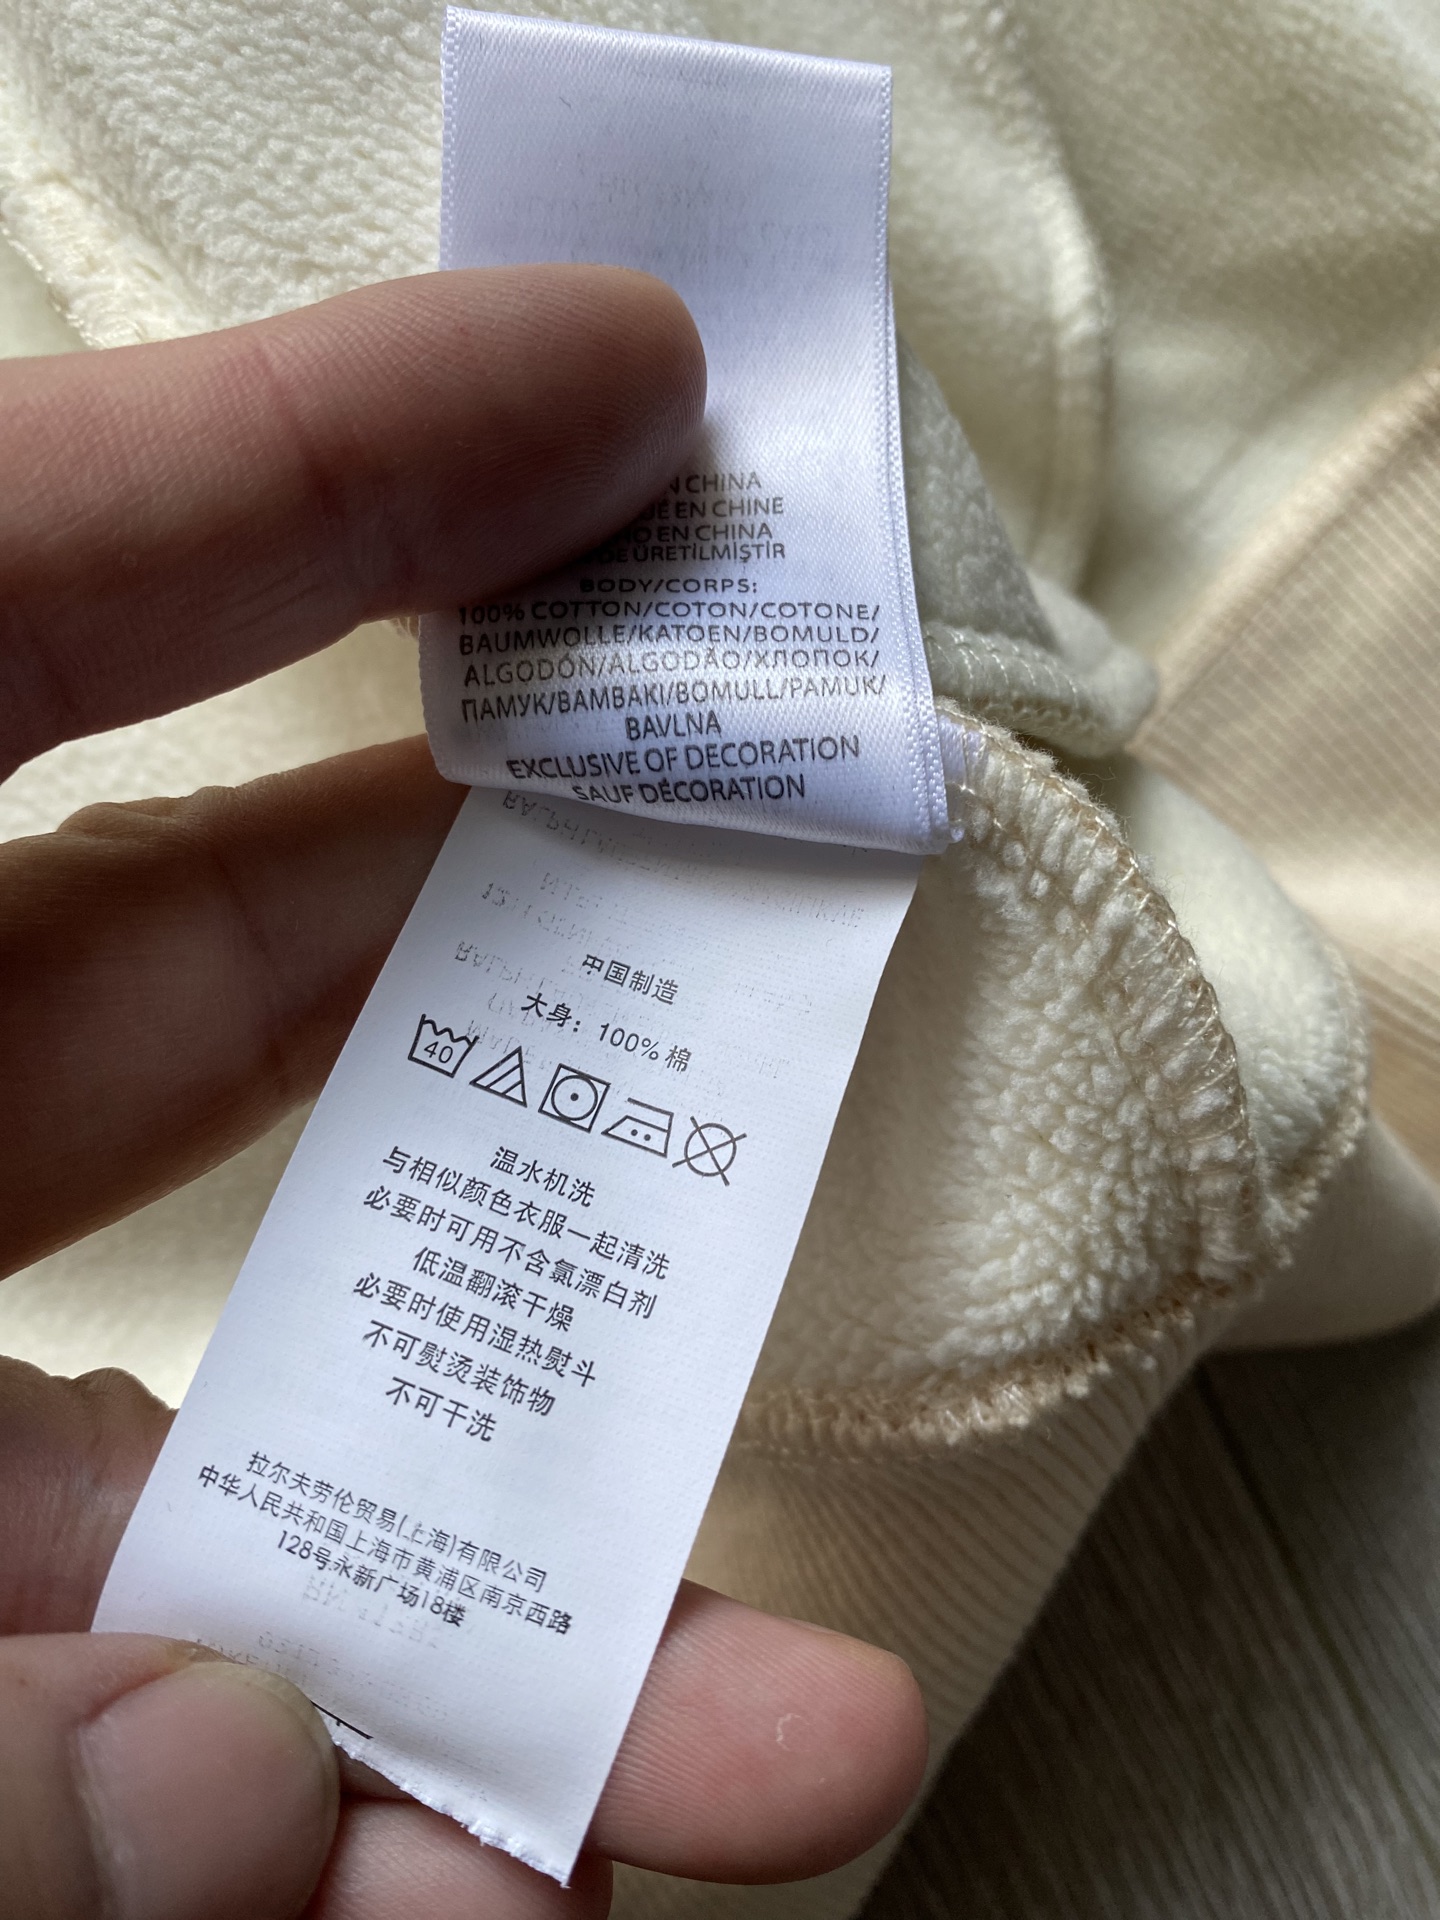 CHINA
EN CHINE
EN CHINA
ÜRETİLMİŞTİR
BODY/CORPS:
100% COTTON/COTON/COTONE/
BAUMWOLLE/KATOEN/BOMULD/
ALGODÓN/ALGODÃO/ХЛОПОК/
ПАМУК/ΒΑΜΒΑΚΙ/BOMULL/PAMUK/
BAVLNA
EXCLUSIVE OF DECORATION
SAUF DÉCORATION
中国制造
大身：100% 棉
40
温水机洗
与相似颜色衣服一起清洗
必要时可用不含氯漂白剂
低温翻滚干燥
必要时使用湿热熨斗
不可熨烫装饰物
不可干洗
拉尔夫劳伦贸易(上海)有限公司
中华人民共和国上海市黄浦区南京西路
128号永新广场18楼